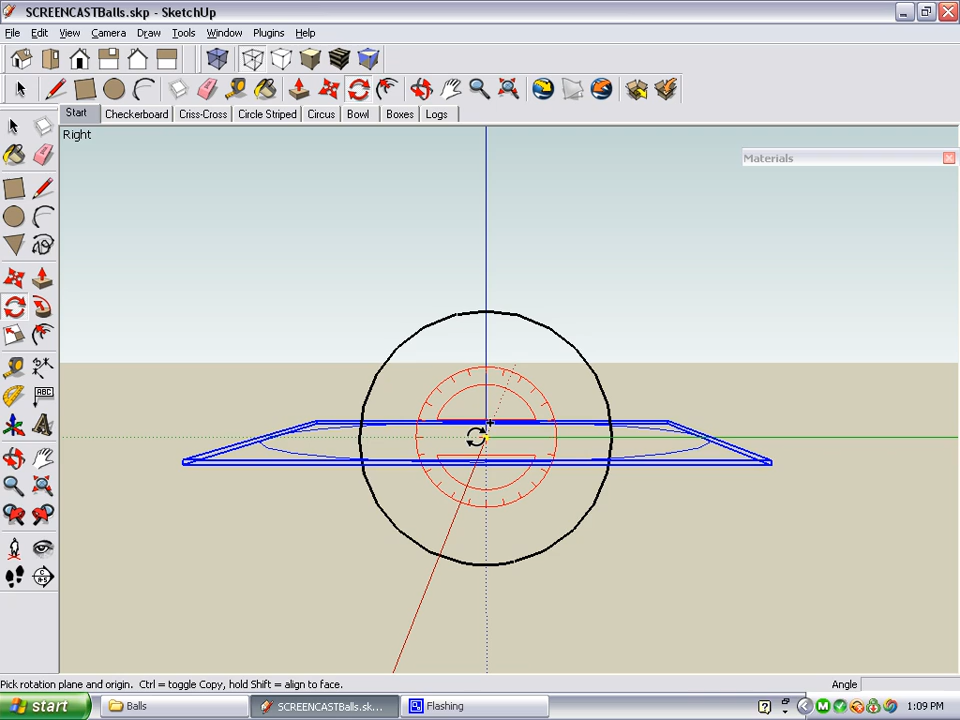 SCREENCASTBalls.skp - SketchUp
File Edit View Camera Draw Tools Window Plugins Help
Start Checkerboard Criss-Cross Circle Striped Circus Bowl Boxes Logs
Right
Materials
ABC
Pick rotation plane and origin. Ctrl = toggle Copy, hold Shift = align to face.
Angle
start Balls SCREENCASTBalls.sk... Flashing 1:09 PM